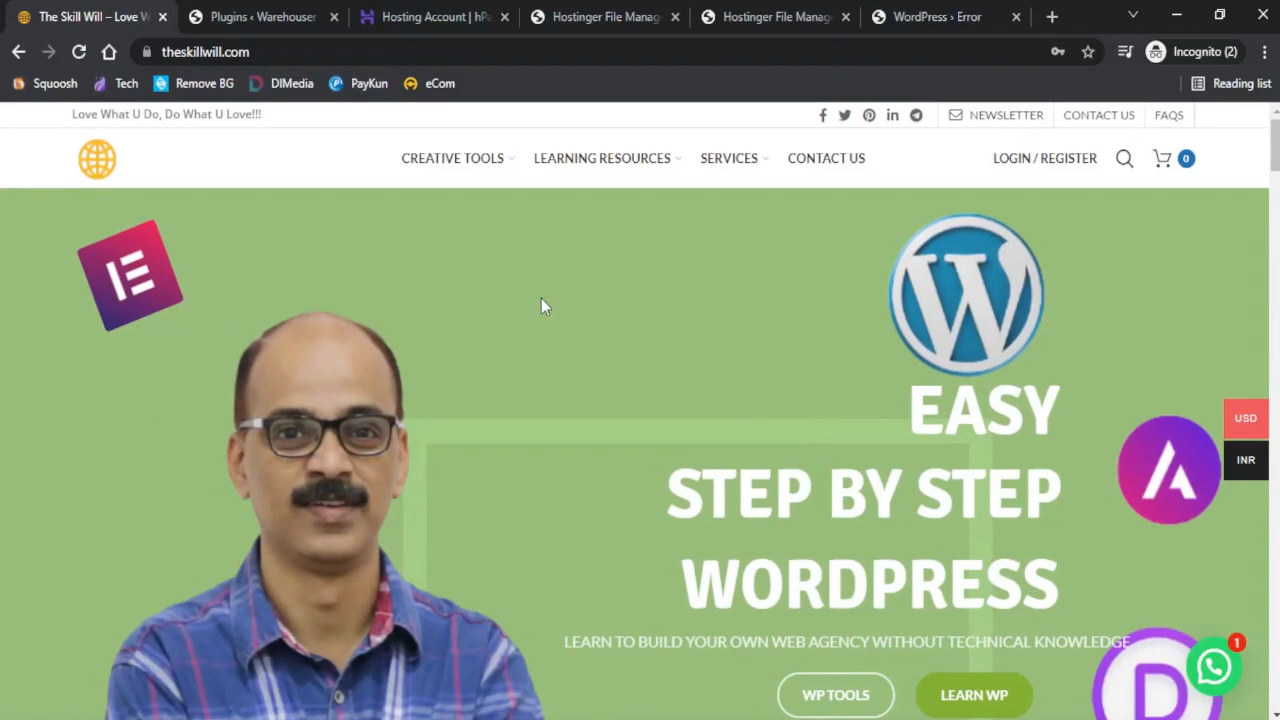 The Skill Will – Love W
Plugins ‹ Warehouser
Hosting Account | hPa
Hostinger File Manag
Hostinger File Manag
WordPress › Error
theskillwill.com
Incognito (2)
Squoosh
Tech
Remove BG
DIMedia
PayKun
eCom
Reading list
Love What U Do, Do What U Love!!!
NEWSLETTER
CONTACT US
FAQS
CREATIVE TOOLS
LEARNING RESOURCES
SERVICES
CONTACT US
LOGIN / REGISTER
0
EASY
STEP BY STEP
WORDPRESS
LEARN TO BUILD YOUR OWN WEB AGENCY WITHOUT TECHNICAL KNOWLEDGE
WP TOOLS
LEARN WP
USD
INR
1